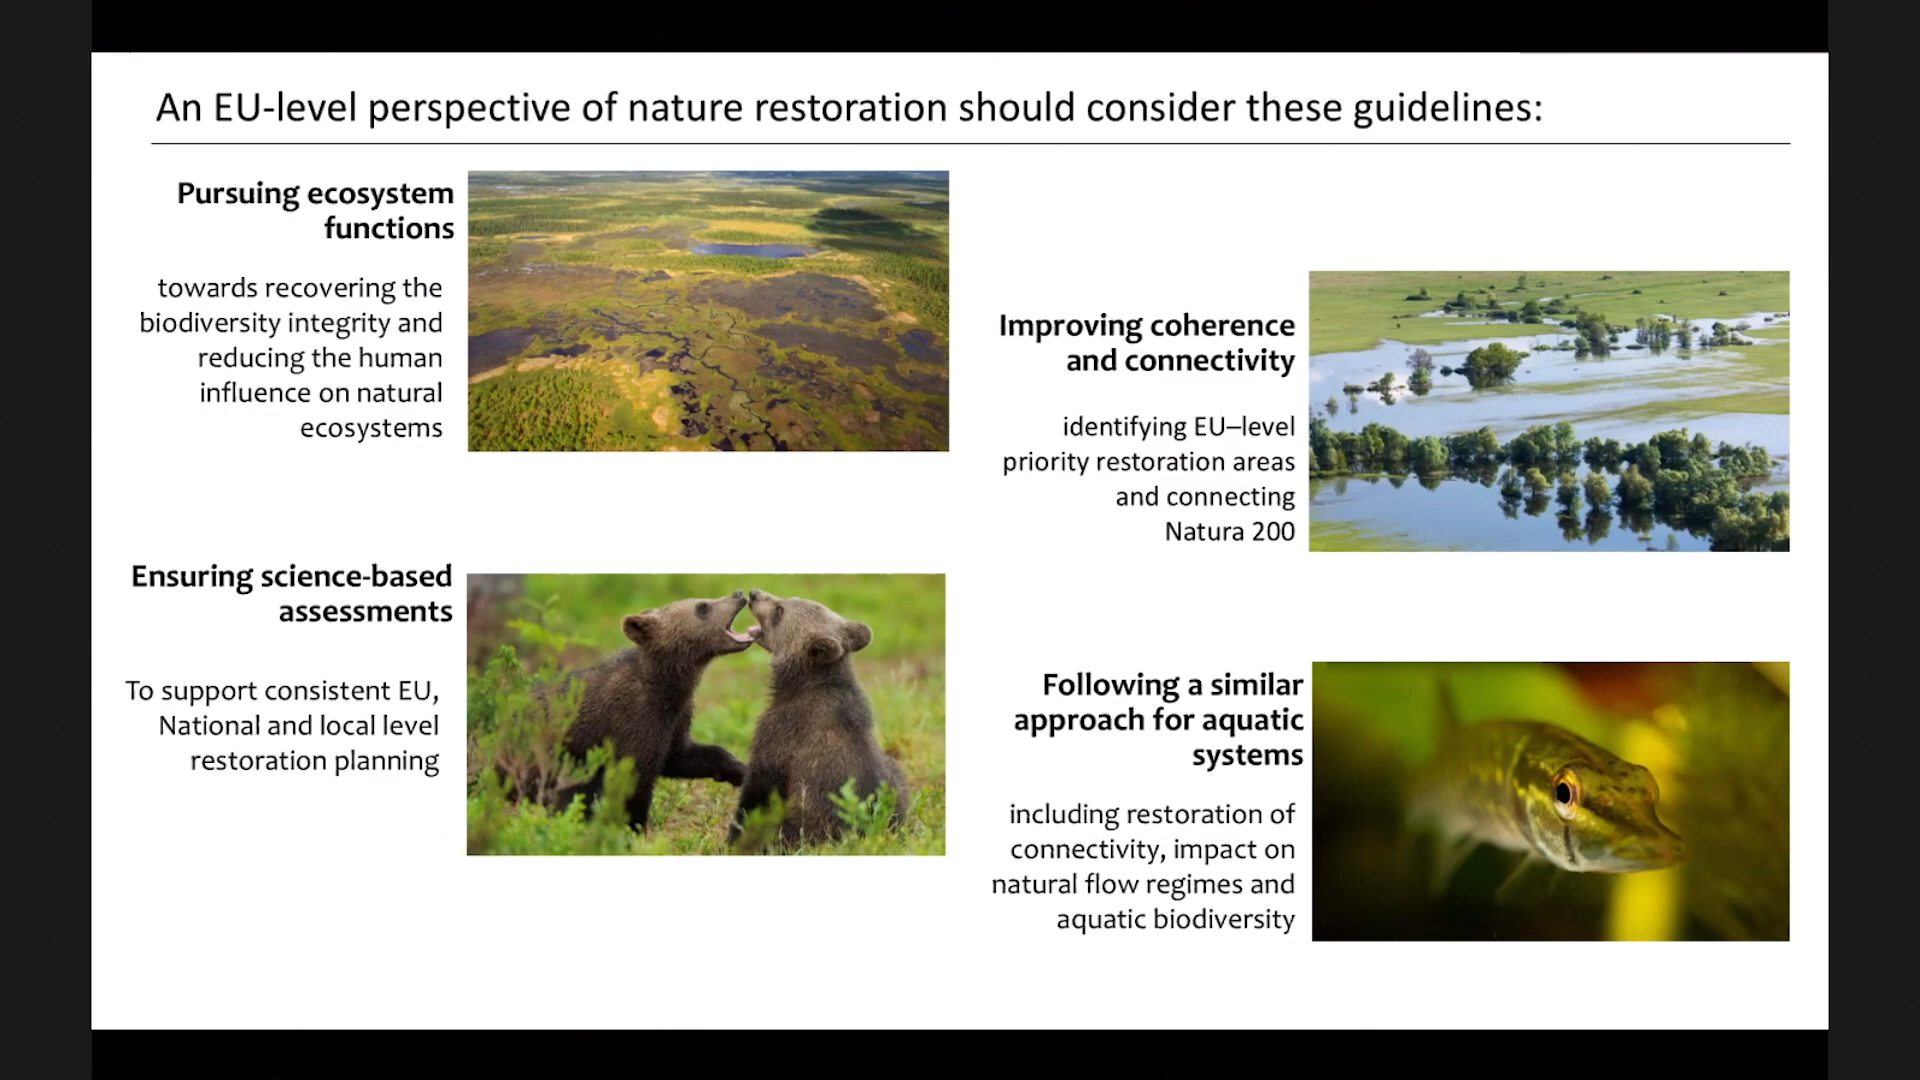 An EU-level perspective of nature restoration should consider these guidelines:
Pursuing ecosystem
functions
towards recovering the
biodiversity integrity and
reducing the human
influence on natural
ecosystems
Improving coherence
and connectivity
identifying EU–level
priority restoration areas
and connecting
Natura 200
Ensuring science-based
assessments
To support consistent EU,
National and local level
restoration planning
Following a similar
approach for aquatic
systems
including restoration of
connectivity, impact on
natural flow regimes and
aquatic biodiversity